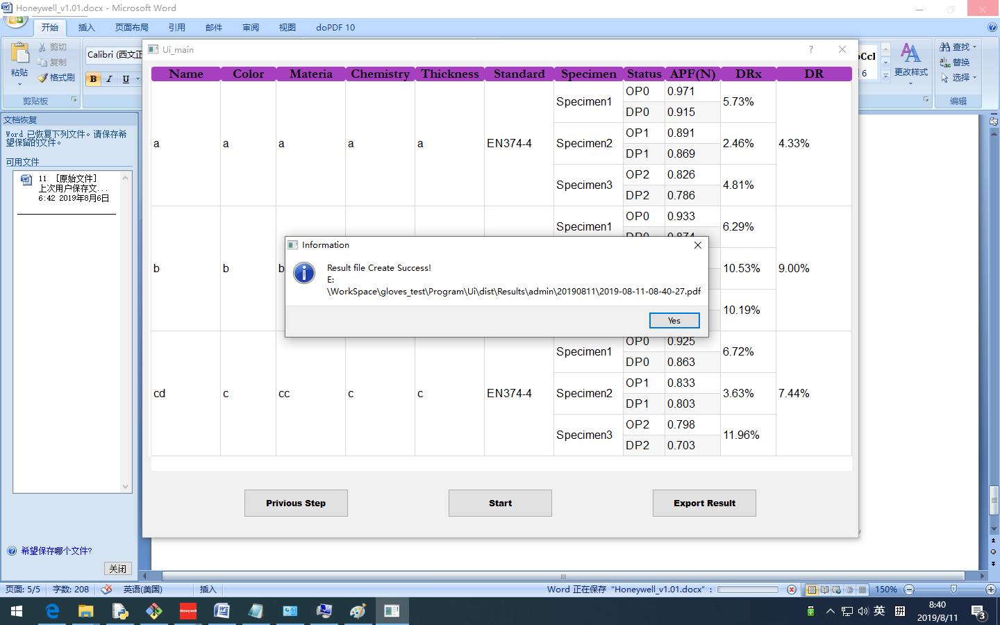 Honeywell_v1.01.docx - Microsoft Word
开始 插入 页面布局 引用 邮件 审阅 视图 doPDF 10
粘贴
剪切
复制
格式刷
剪贴板
Calibri (西文正
B I U
更改样式
查找
替换
选择
编辑
文档恢复
Word 已恢复下列文件。请保存希
望保留的文件。
可用文件
11 [原始文件]
上次用户保存文...
6:42 2019年8月6日
希望保存哪个文件?
关闭
Ui_main
Name Color Materia Chemistry Thickness Standard Specimen Status APF(N) DRx DR
a a a a a EN374-4 4.33%
Specimen1 5.73%
OP0 0.971
DP0 0.915
Specimen2 2.46%
OP1 0.891
DP1 0.869
Specimen3 4.81%
OP2 0.826
DP2 0.786
b b b 9.00%
Specimen1 6.29%
OP0 0.933
DP0 0.874
10.53%
10.19%
cd c cc c c EN374-4 7.44%
Specimen1 6.72%
OP0 0.925
DP0 0.863
Specimen2 3.63%
OP1 0.833
DP1 0.803
Specimen3 11.96%
OP2 0.798
DP2 0.703
Information
Result file Create Success!
E:
\WorkSpace\gloves_test\Program\Ui\dist\Results\admin\20190811\2019-08-11-08-40-27.pdf
Yes
Privious Step Start Export Result
页面: 5/5 字数: 208 英语(美国) 插入 Word 正在保存 “Honeywell_v1.01.docx” : 150%
Honeywell
英 拼
8:40
2019/8/11
3